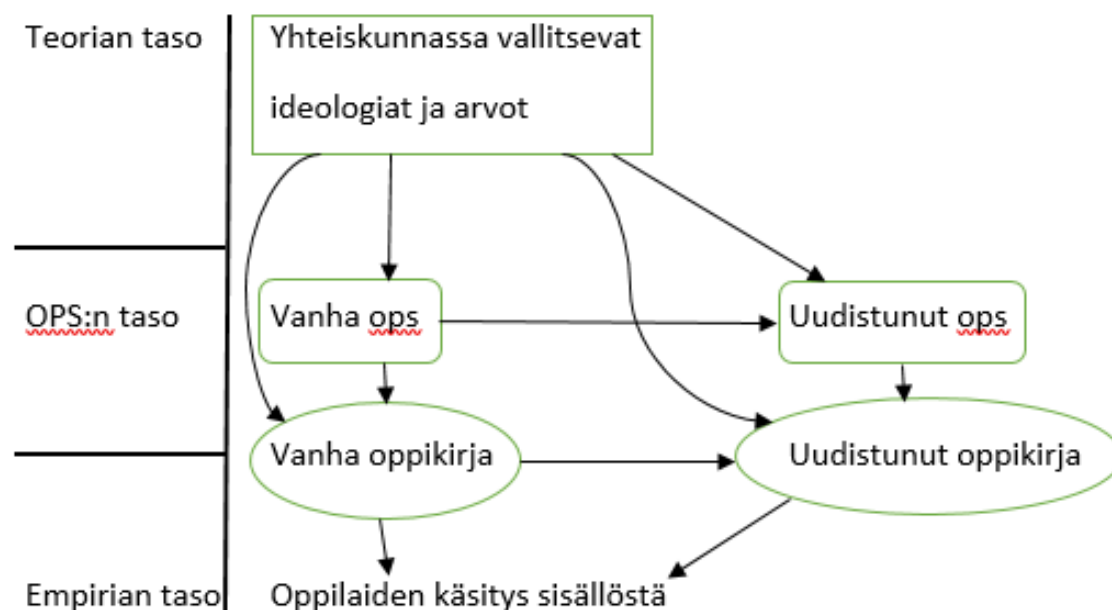 Teorian taso
Yhteiskunnassa vallitsevat
ideologiat ja arvot
OPS:n taso
Vanha ops
Uudistunut ops
Vanha oppikirja
Uudistunut oppikirja
Empirian taso
Oppilaiden käsitys sisällöstä